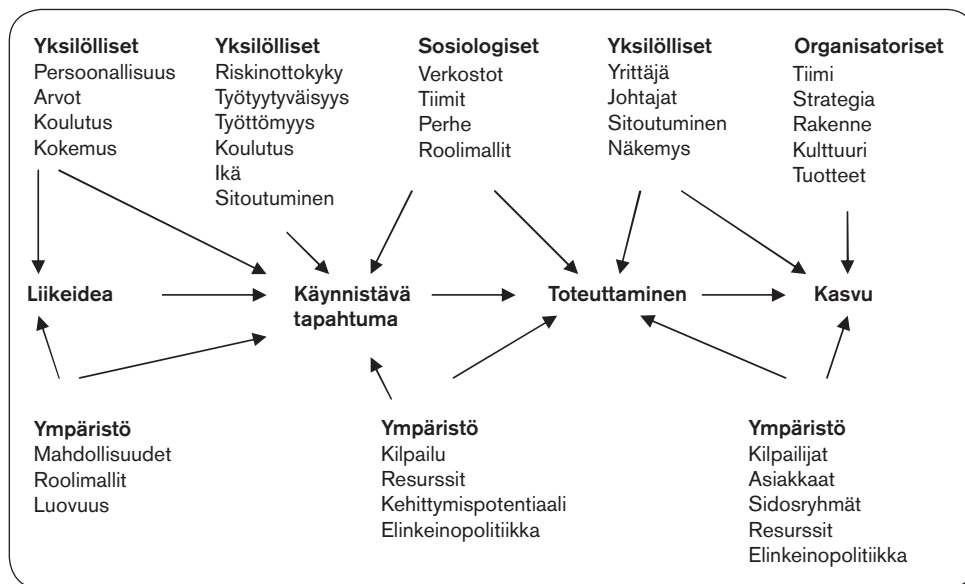 Yksilölliset
Persoonallisuus
Arvot
Koulutus
Kokemus
Yksilölliset
Riskinottokyky
Työtyytyväisyys
Työttömyys
Koulutus
Ikä
Sitoutuminen
Sosiologiset
Verkostot
Tiimit
Perhe
Roolimallit
Yksilölliset
Yrittäjä
Johtajat
Sitoutuminen
Näkemys
Organisatoriset
Tiimi
Strategia
Rakenne
Kulttuuri
Tuotteet
Liikeidea
Käynnistävä
tapahtuma
Toteuttaminen
Kasvu
Ympäristö
Mahdollisuudet
Roolimallit
Luovuus
Ympäristö
Kilpailu
Resurssit
Kehittymispotentiaali
Elinkeinopolitiikka
Ympäristö
Kilpailijat
Asiakkaat
Sidosryhmät
Resurssit
Elinkeinopolitiikka